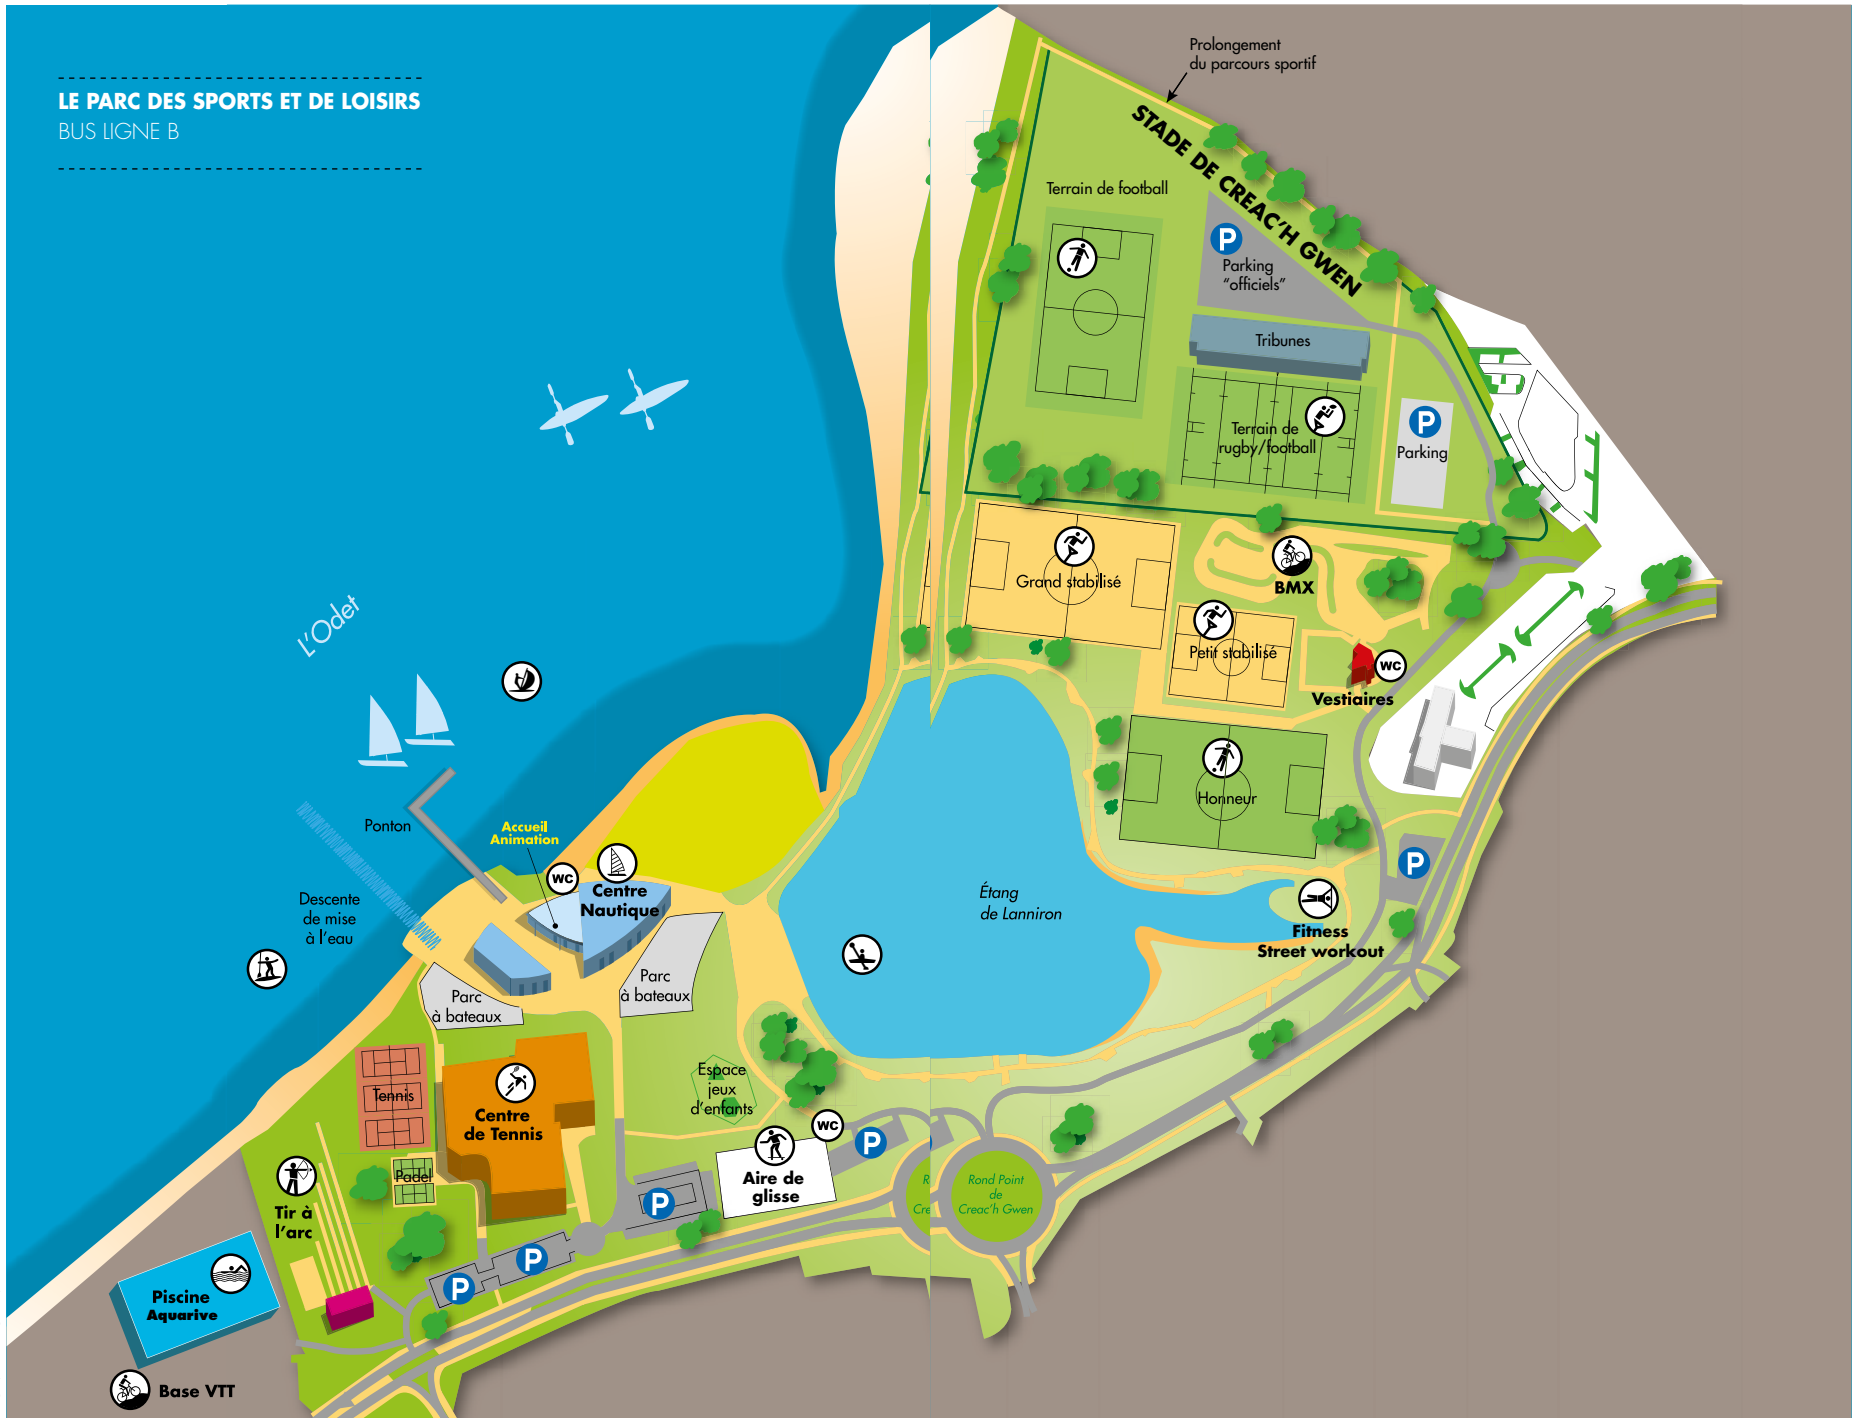 LE PARC DES SPORTS ET DE LOISIRS
BUS LIGNE B
Prolongement
du parcours sportif
STADE DE CREAC'H GWEN
Terrain de football
P
Parking
"officiels"
Tribunes
Terrain de
rugby/football
P
Parking
Grand stabilisé
BMX
Petit stabilisé
WC
Vestiaires
Honneur
P
L'Odet
Ponton
Accueil
Animation
WC
Centre
Nautique
Descente
de mise
à l'eau
Étang
de Lanniron
Fitness
Street workout
Parc
à bateaux
Parc
à bateaux
Tennis
Centre
de Tennis
Espace
jeux
d'enfants
WC
P
Aire de
glisse
Padel
P
Tir à
l'arc
R
Cre
Rond Point
de
Creac'h Gwen
P
P
Piscine
Aquarive
Base VTT